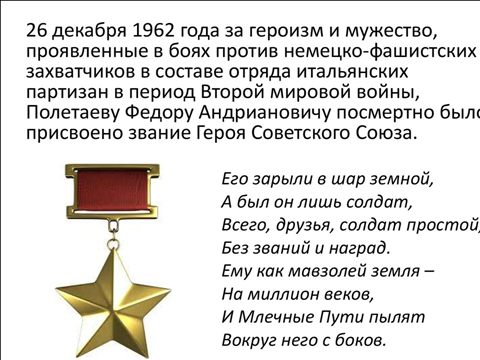 26 декабря 1962 года за героизм и мужество,
проявленные в боях против немецко-фашистских
захватчиков в составе отряда итальянских
партизан в период Второй мировой войны,
Полетаеву Федору Андриановичу посмертно было
присвоено звание Героя Советского Союза.
Его зарыли в шар земной,
А был он лишь солдат,
Всего, друзья, солдат простой,
Без званий и наград.
Ему как мавзолей земля –
На миллион веков,
И Млечные Пути пылят
Вокруг него с боков.